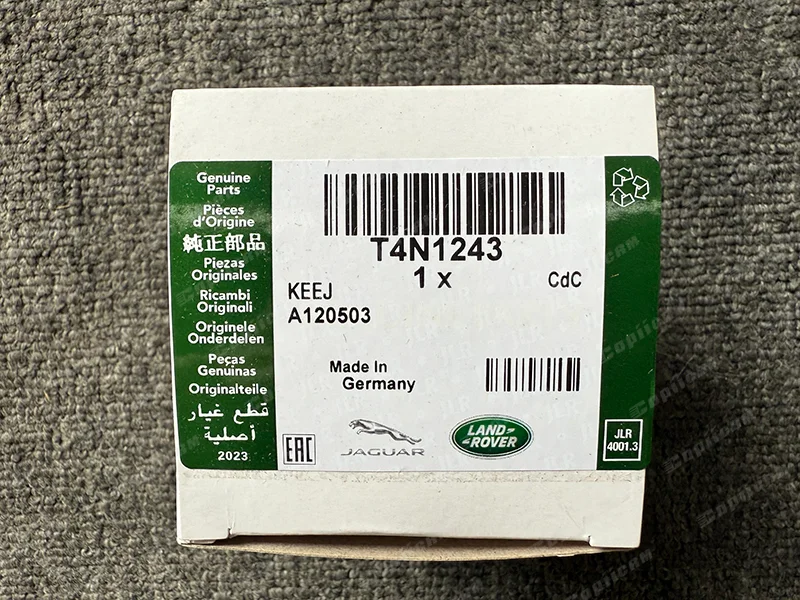 Genuine
Parts
Pièces
d'Origine
純正部品
Piezas
Originales
Ricambi
Originali
Originele
Onderdelen
Peças
Genuinas
Originalteile
قطع غيار
أصلية
2023
T4N1243
1 x
CdC
KEEJ
A120503
Made In
Germany
EAC
JAGUAR
LAND-
-ROVER
JLR
4001.3